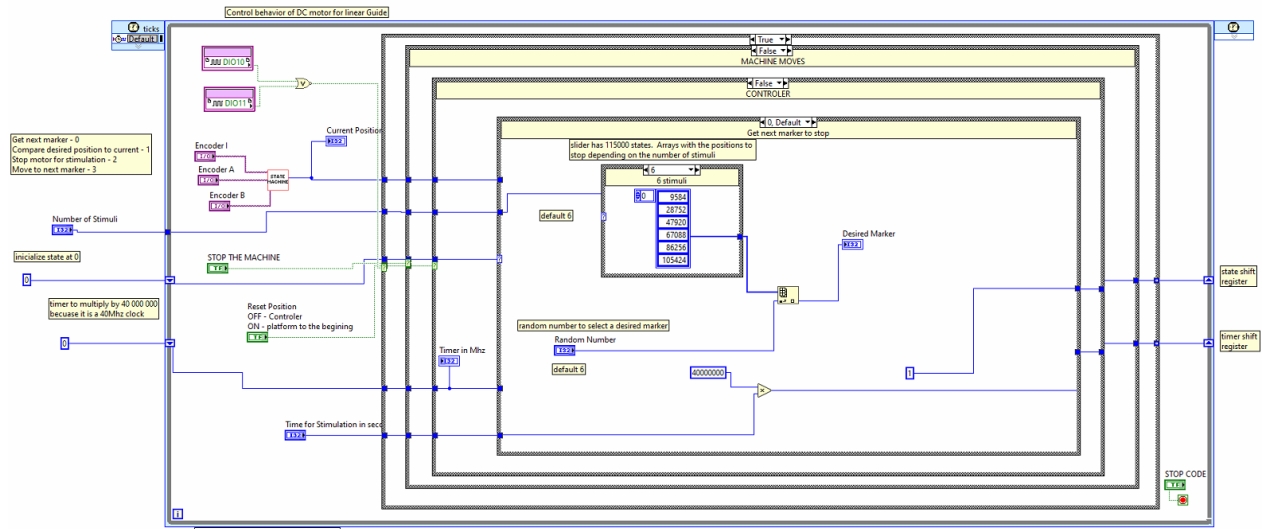 Control behavior of DC motor for linear Guide
ticks
Default
True
False
MACHINE MOVES
False
CONTROLER
0, Default
Get next marker to stop
slider has 115000 states. Arrays with the positions to
stop depending on the number of stimuli
6
6 stimuli
0
9584
28752
47920
67088
86256
105424
default 6
Desired Marker
I32
random number to select a desired marker
Random Number
I32
default 6
40000000
x
1
DIO10
DIO11
V
Current Position
I32
Get next marker - 0
Compare desired position to current - 1
Stop motor for stimulation - 2
Move to next marker - 3
Encoder I
I/O
Encoder A
I/O
Encoder B
I/O
STATE
MACHINE
Number of Stimuli
I32
inicialize state at 0
0
STOP THE MACHINE
TF
timer to multiply by 40 000 000
becuase it is a 40Mhz clock
0
Reset Position
OFF - Controler
ON - platform to the begining
TF
Timer in Mhz
I32
Time for Stimulation in sec
I32
state shift
register
timer shift
register
STOP CODE
TF
i